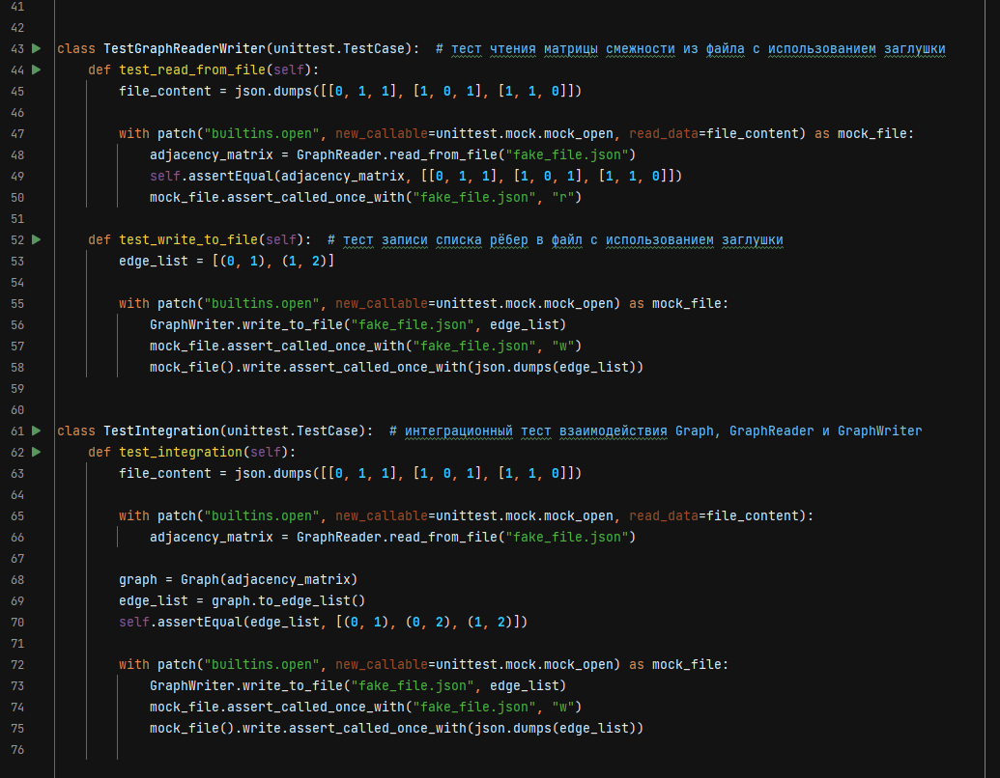 41
42
43 class TestGraphReaderWriter(unittest.TestCase):  # тест чтения матрицы смежности из файла с использованием заглушки
44     def test_read_from_file(self):
45         file_content = json.dumps([[0, 1, 1], [1, 0, 1], [1, 1, 0]])
46
47         with patch("builtins.open", new_callable=unittest.mock.mock_open, read_data=file_content) as mock_file:
48             adjacency_matrix = GraphReader.read_from_file("fake_file.json")
49             self.assertEqual(adjacency_matrix, [[0, 1, 1], [1, 0, 1], [1, 1, 0]])
50             mock_file.assert_called_once_with("fake_file.json", "r")
51
52     def test_write_to_file(self):  # тест записи списка рёбер в файл с использованием заглушки
53         edge_list = [(0, 1), (1, 2)]
54
55         with patch("builtins.open", new_callable=unittest.mock.mock_open) as mock_file:
56             GraphWriter.write_to_file("fake_file.json", edge_list)
57             mock_file.assert_called_once_with("fake_file.json", "w")
58             mock_file().write.assert_called_once_with(json.dumps(edge_list))
59
60
61 class TestIntegration(unittest.TestCase):  # интеграционный тест взаимодействия Graph, GraphReader и GraphWriter
62     def test_integration(self):
63         file_content = json.dumps([[0, 1, 1], [1, 0, 1], [1, 1, 0]])
64
65         with patch("builtins.open", new_callable=unittest.mock.mock_open, read_data=file_content):
66             adjacency_matrix = GraphReader.read_from_file("fake_file.json")
67
68         graph = Graph(adjacency_matrix)
69         edge_list = graph.to_edge_list()
70         self.assertEqual(edge_list, [(0, 1), (0, 2), (1, 2)])
71
72         with patch("builtins.open", new_callable=unittest.mock.mock_open) as mock_file:
73             GraphWriter.write_to_file("fake_file.json", edge_list)
74             mock_file.assert_called_once_with("fake_file.json", "w")
75             mock_file().write.assert_called_once_with(json.dumps(edge_list))
76